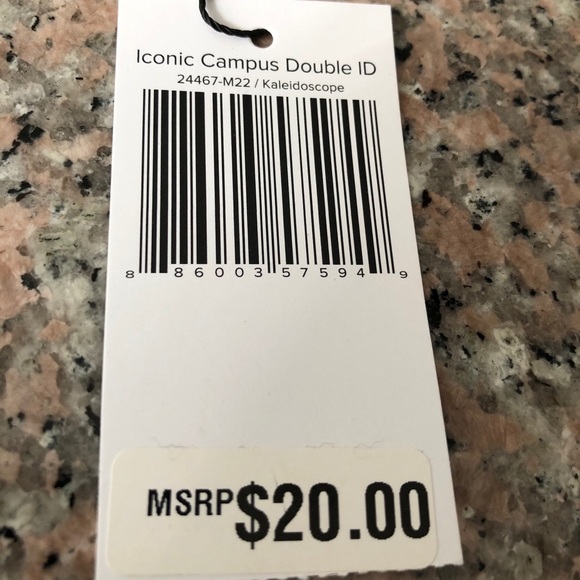 Iconic Campus Double ID
24467-M22 / Kaleidoscope
8 86003 57594 9
MSRP $20.00